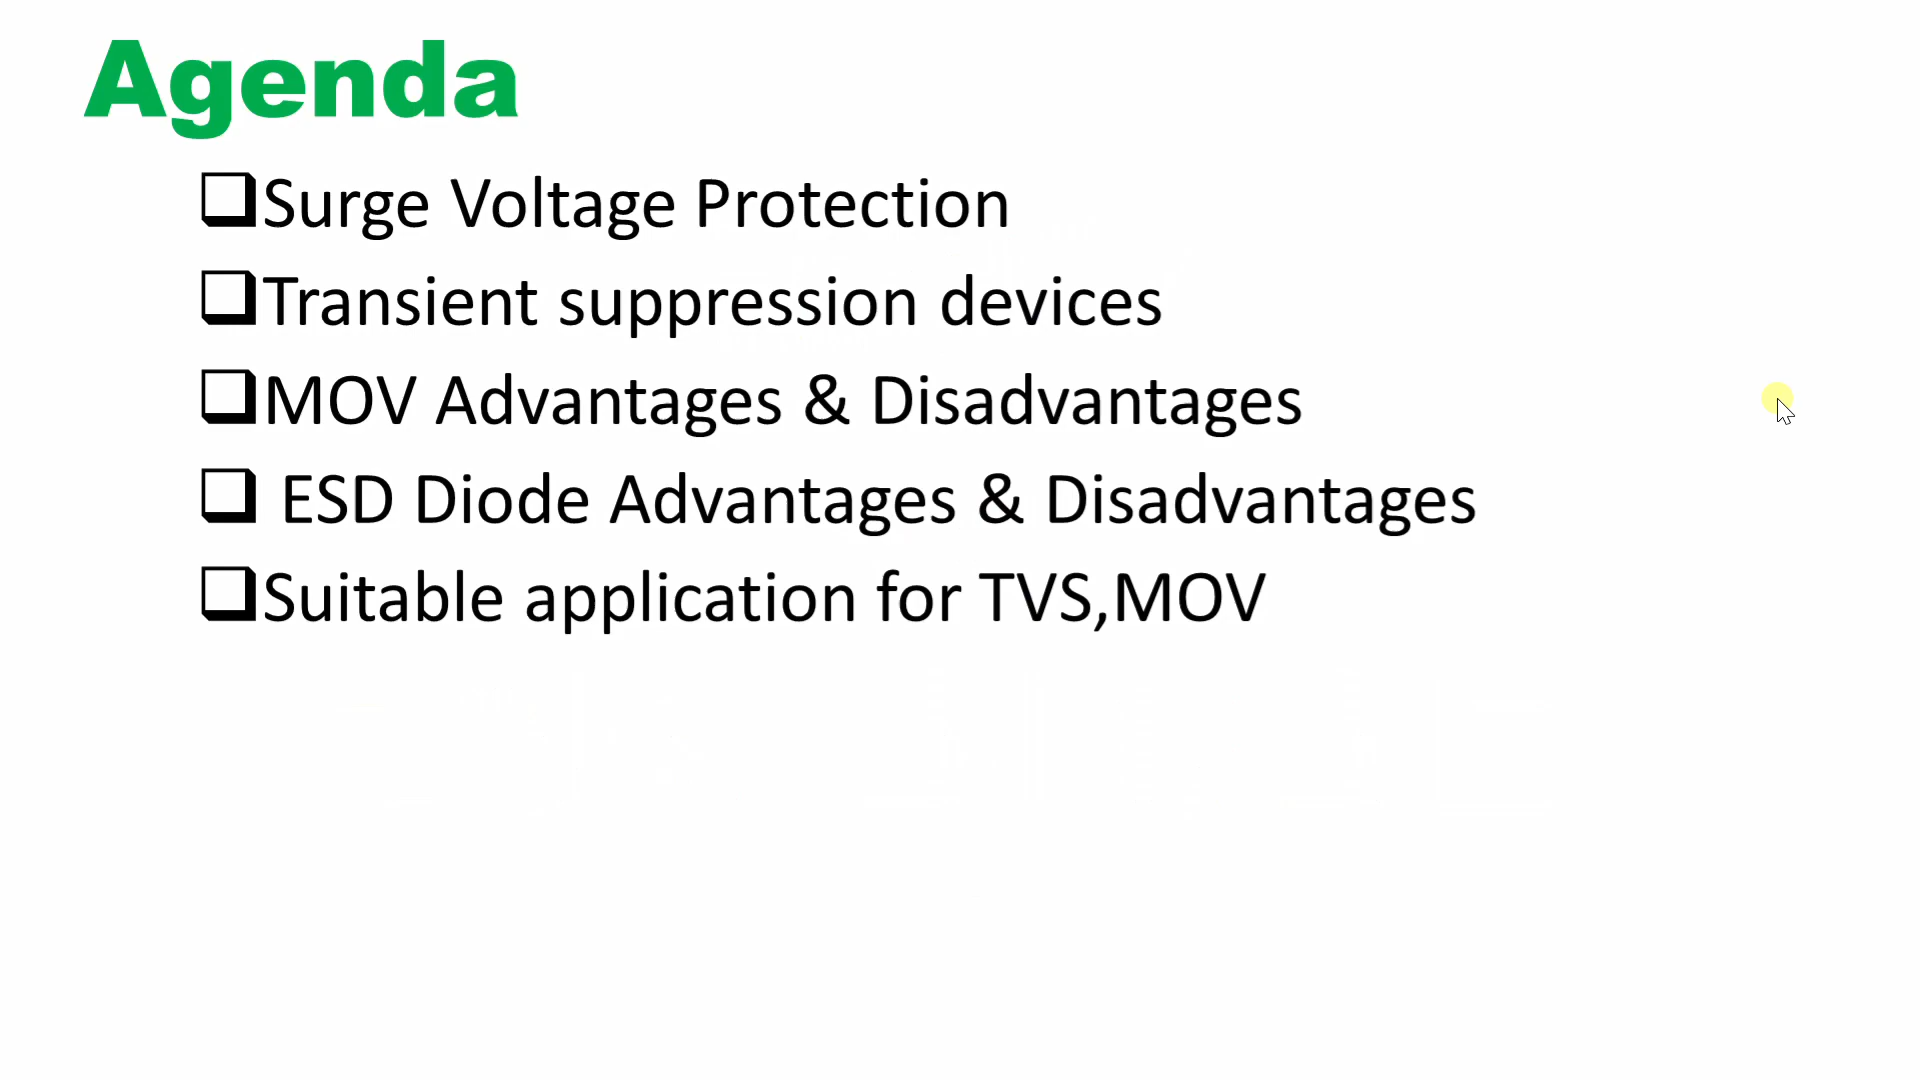 Agenda
Surge Voltage Protection
Transient suppression devices
MOV Advantages & Disadvantages
ESD Diode Advantages & Disadvantages
Suitable application for TVS,MOV